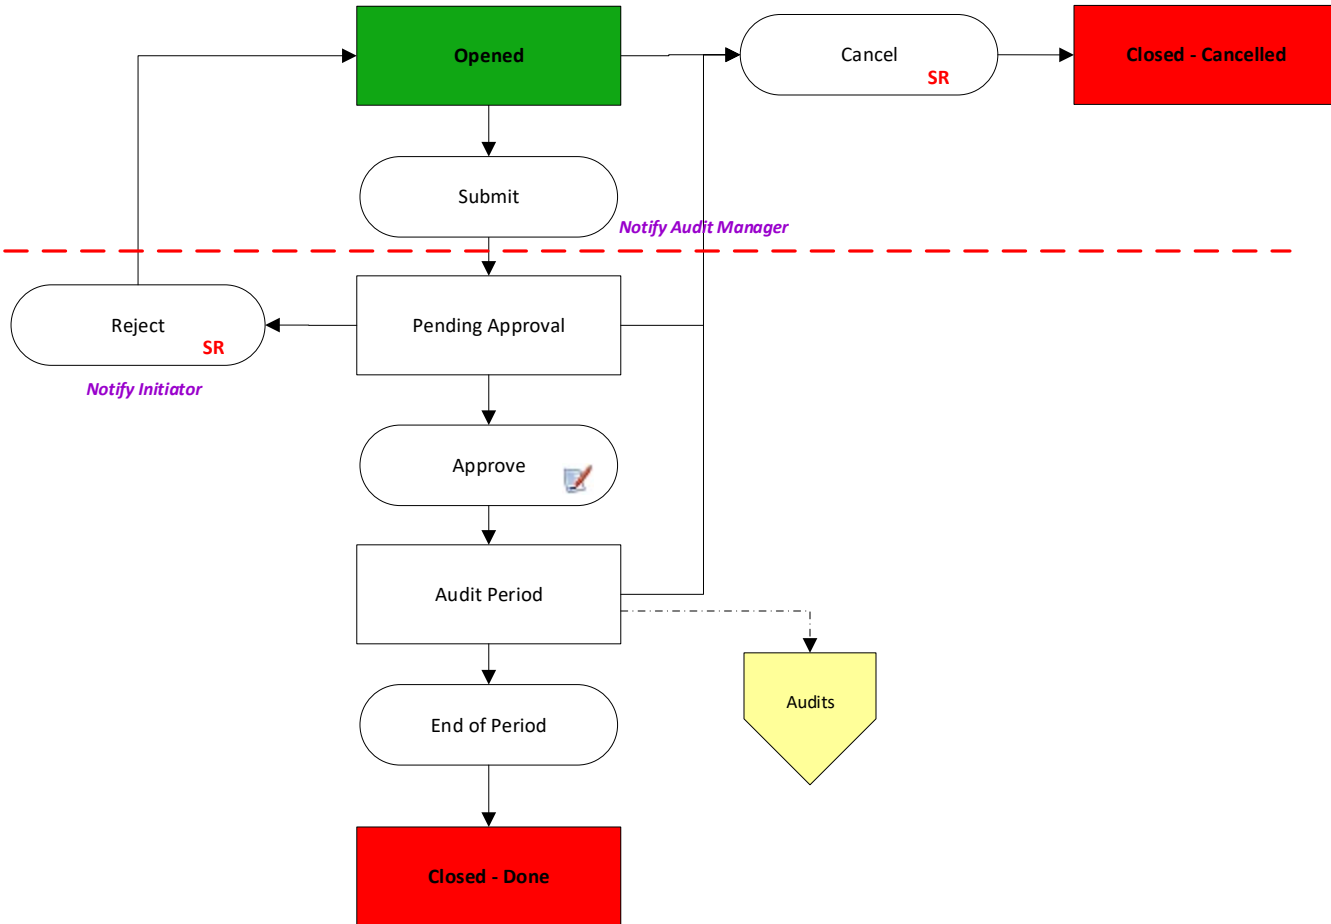 Opened
Cancel
SR
Closed - Cancelled
Submit
Notify Audit Manager
Reject
SR
Pending Approval
Notify Initiator
Approve
Audit Period
Audits
End of Period
Closed - Done